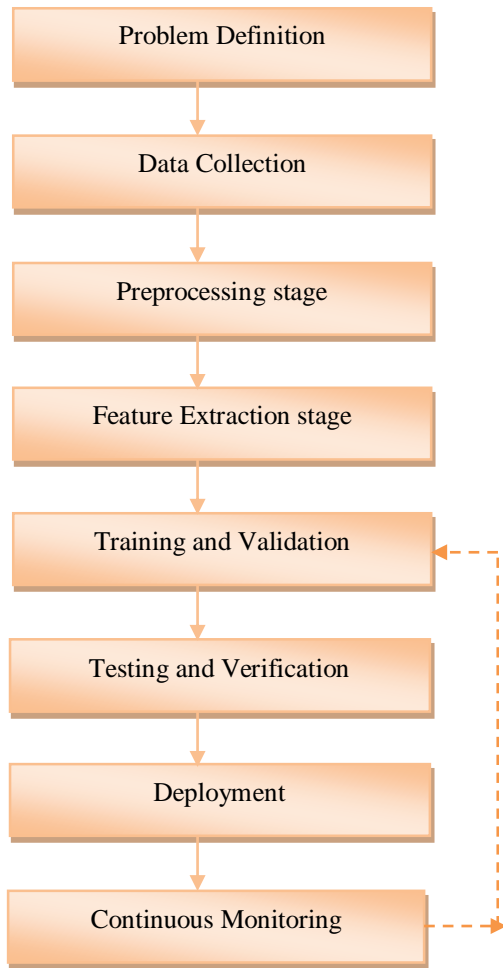 Problem Definition
Data Collection
Preprocessing stage
Feature Extraction stage
Training and Validation
Testing and Verification
Deployment
Continuous Monitoring